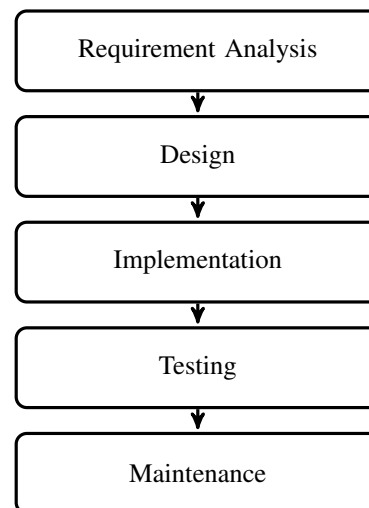 Requirement Analysis
Design
Implementation
Testing
Maintenance